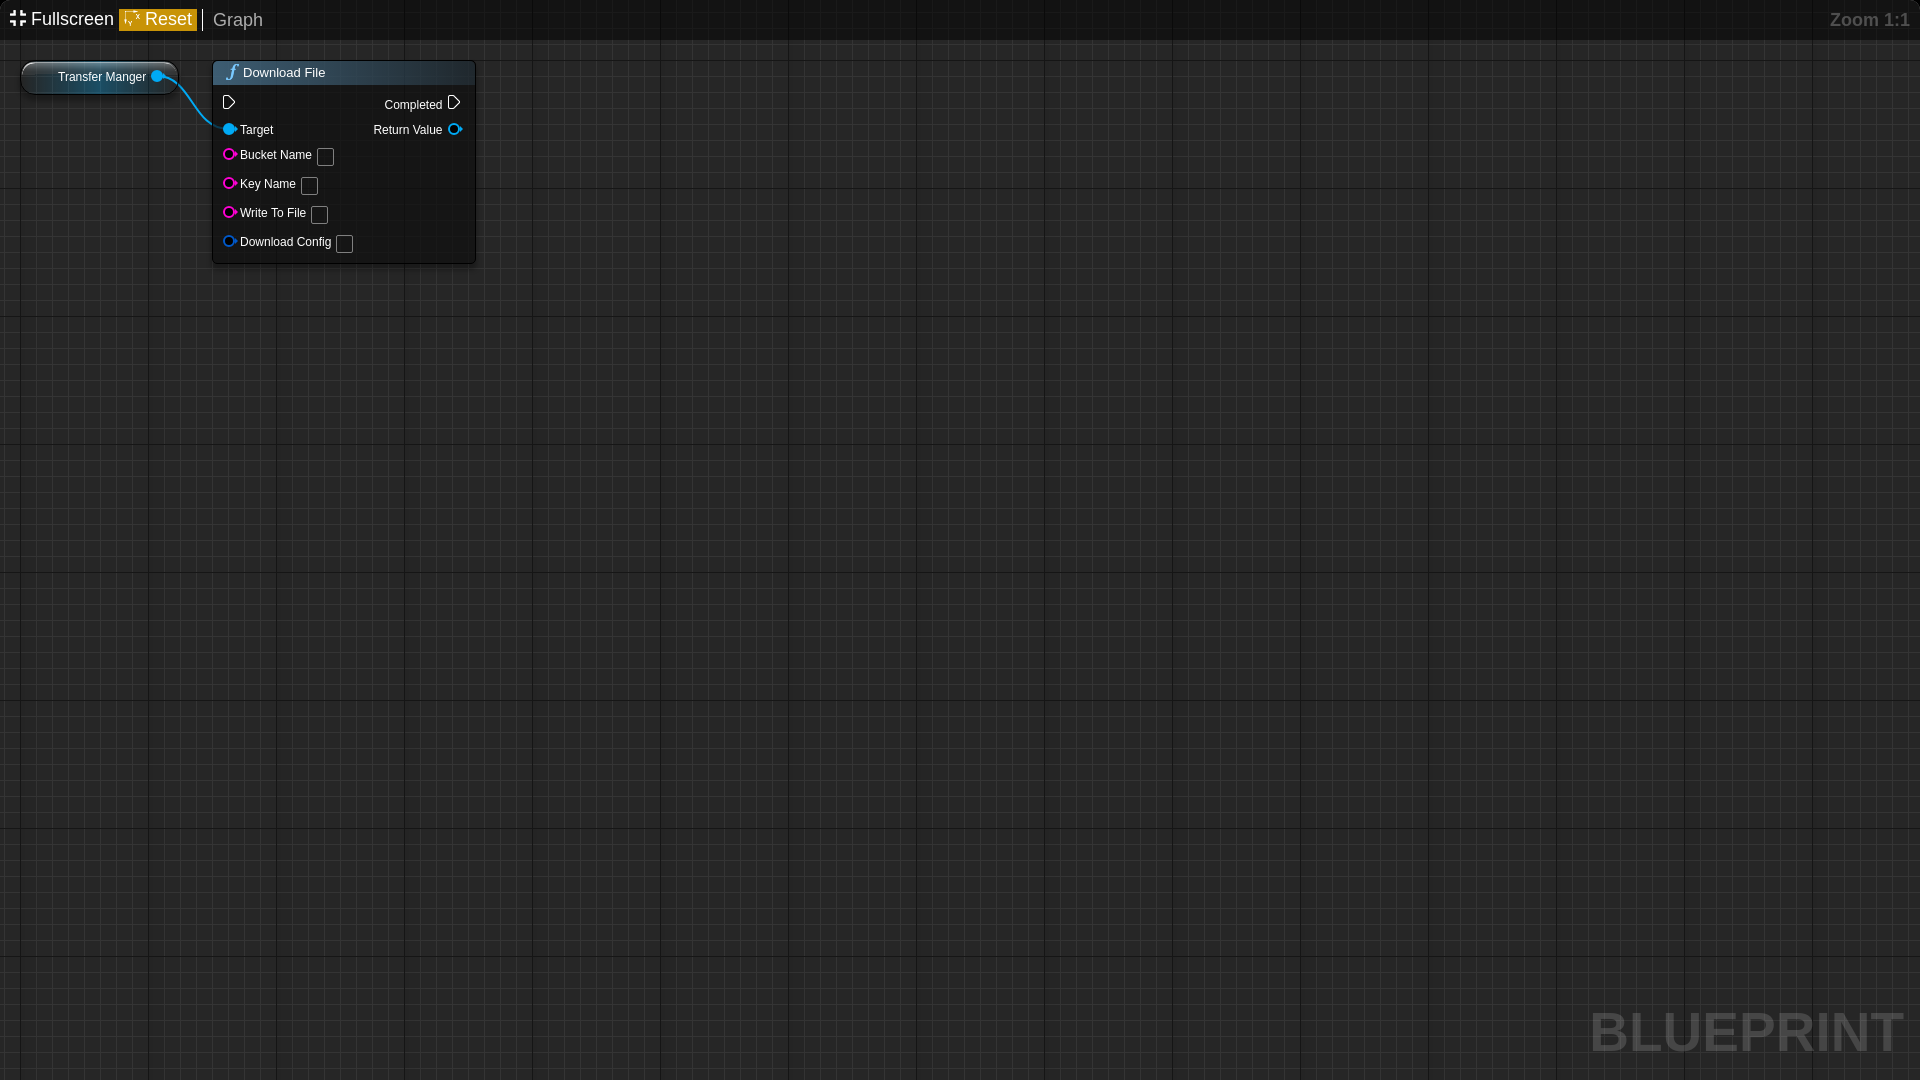 Fullscreen Reset Graph Zoom 1:1
Transfer Manger
Download File
Completed
Target Return Value
Bucket Name
Key Name
Write To File
Download Config
BLUEPRINT